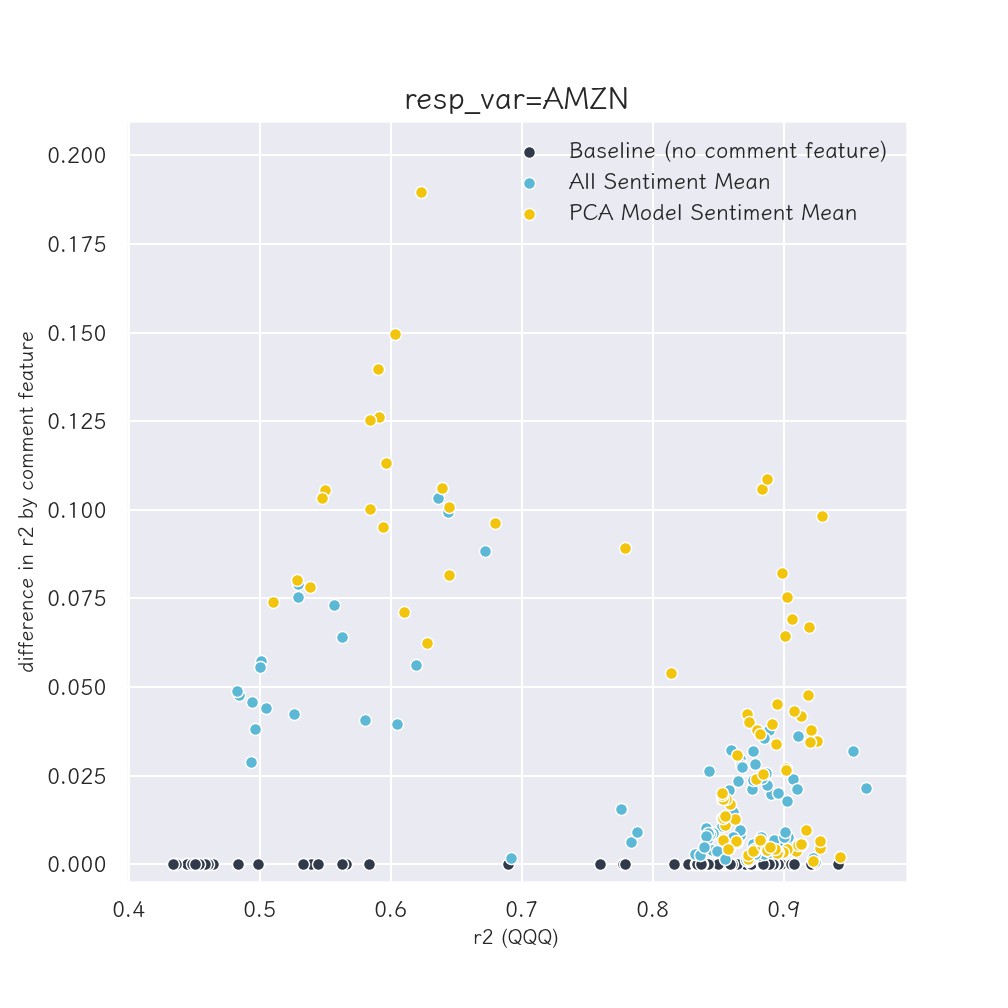 resp_var=AMZN
Baseline (no comment feature)
All Sentiment Mean
PCA Model Sentiment Mean
difference in r2 by comment feature
0.200
0.175
0.150
0.125
0.100
0.075
0.050
0.025
0.000
0.4 0.5 0.6 0.7 0.8 0.9
r2 (QQQ)